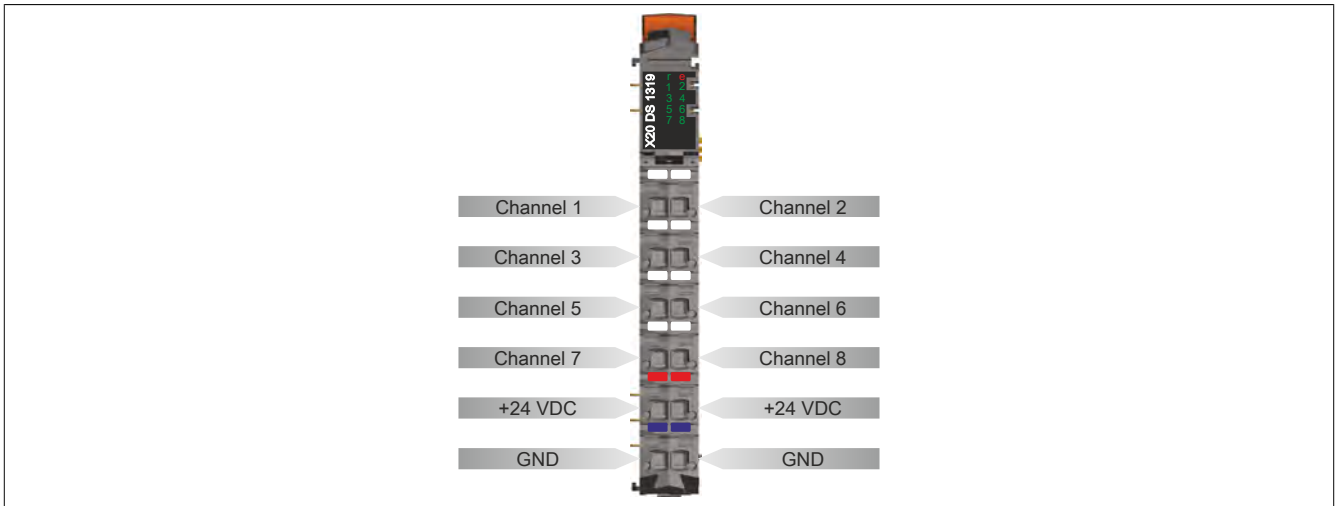 X20 DS 1319
r e
1 2
3 4
5 6
7 8
Channel 1 Channel 2
Channel 3 Channel 4
Channel 5 Channel 6
Channel 7 Channel 8
+24 VDC +24 VDC
GND GND